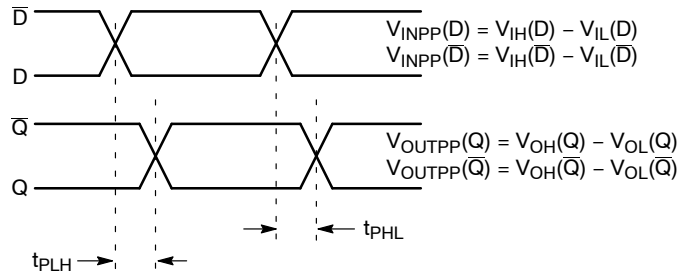 D̅
V_INPP(D) = V_IH(D) − V_IL(D)
V_INPP(D̅) = V_IH(D̅) − V_IL(D̅)
D
Q̅
V_OUTPP(Q) = V_OH(Q) − V_OL(Q)
V_OUTPP(Q̅) = V_OH(Q̅) − V_OL(Q̅)
Q
t_PHL
t_PLH